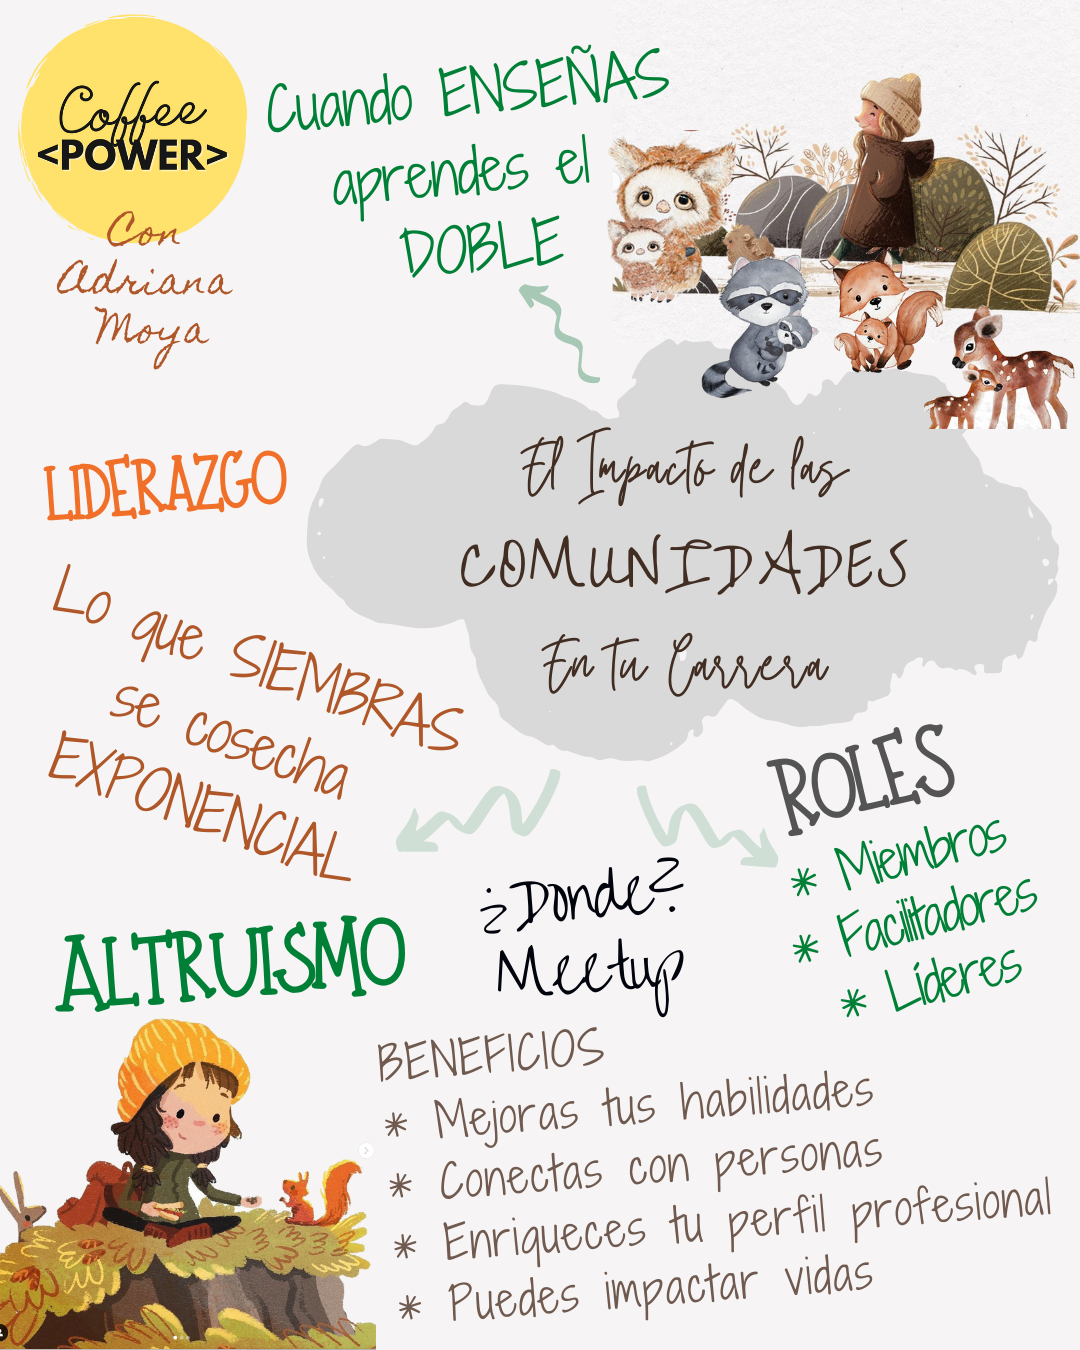 Coffee
<POWER>
Con
Adriana
Moya
Cuando ENSEÑAS
aprendes el
DOBLE
El Impacto de las
COMUNIDADES
En Tu Carrera
LIDERAZGO
Lo que SIEMBRAS
se cosecha
EXPONENCIAL
ALTRUISMO
¿Donde?
Meetup
ROLES
* Miembros
* Facilitadores
* Líderes
BENEFICIOS
* Mejoras tus habilidades
* Conectas con personas
* Enriqueces tu perfil profesional
* Puedes impactar vidas